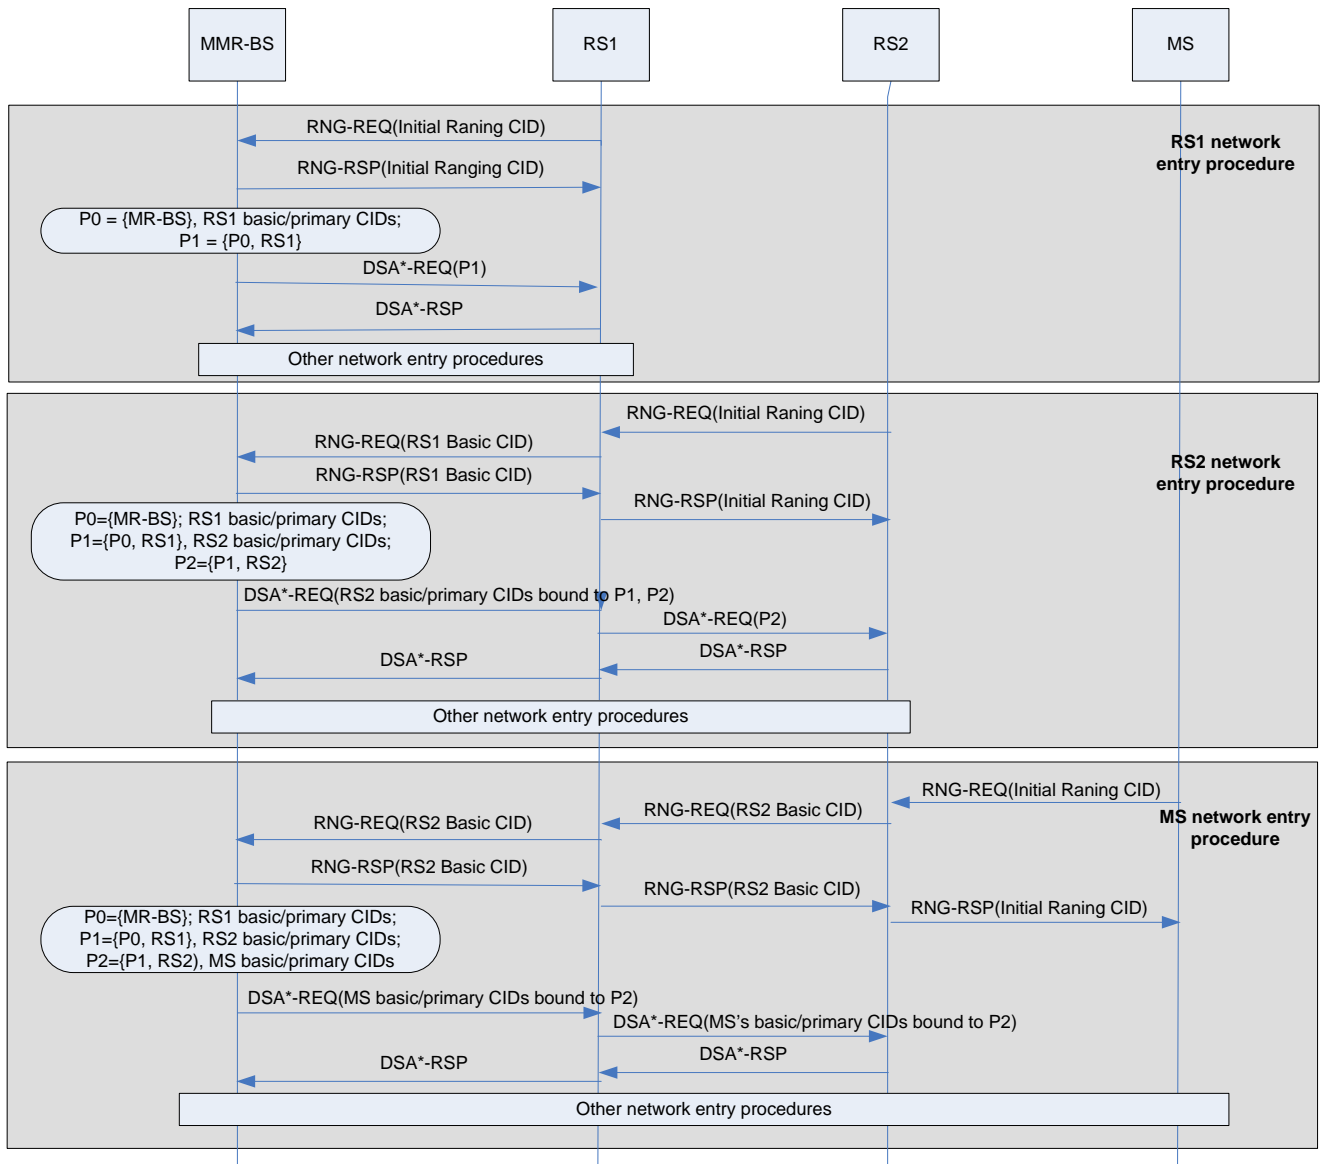 MMR-BS
RS1
RS2
MS
RNG-REQ(Initial Raning CID)
RS1 network
entry procedure
RNG-RSP(Initial Ranging CID)
P0 = {MR-BS}, RS1 basic/primary CIDs;
P1 = {P0, RS1}
DSA*-REQ(P1)
DSA*-RSP
Other network entry procedures
RNG-REQ(Initial Raning CID)
RNG-REQ(RS1 Basic CID)
RS2 network
entry procedure
RNG-RSP(RS1 Basic CID)
RNG-RSP(Initial Raning CID)
P0={MR-BS}; RS1 basic/primary CIDs;
P1={P0, RS1}, RS2 basic/primary CIDs;
P2={P1, RS2}
DSA*-REQ(RS2 basic/primary CIDs bound to P1, P2)
DSA*-REQ(P2)
DSA*-RSP
DSA*-RSP
Other network entry procedures
RNG-REQ(Initial Raning CID)
RNG-REQ(RS2 Basic CID)
RNG-REQ(RS2 Basic CID)
MS network entry
procedure
RNG-RSP(RS2 Basic CID)
RNG-RSP(RS2 Basic CID)
RNG-RSP(Initial Raning CID)
P0={MR-BS}; RS1 basic/primary CIDs;
P1={P0, RS1}, RS2 basic/primary CIDs;
P2={P1, RS2), MS basic/primary CIDs
DSA*-REQ(MS basic/primary CIDs bound to P2)
DSA*-REQ(MS’s basic/primary CIDs bound to P2)
DSA*-RSP
DSA*-RSP
Other network entry procedures